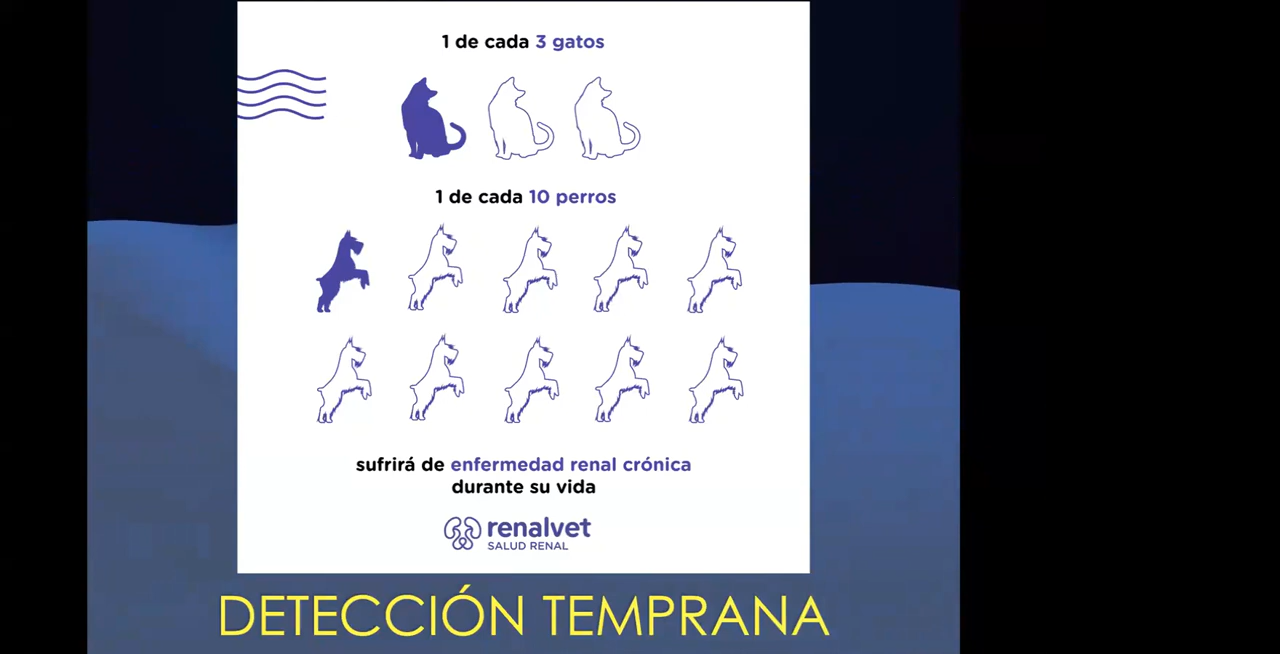 1 de cada 3 gatos
1 de cada 10 perros
sufrirá de enfermedad renal crónica
durante su vida
renalvet
SALUD RENAL
DETECCIÓN TEMPRANA